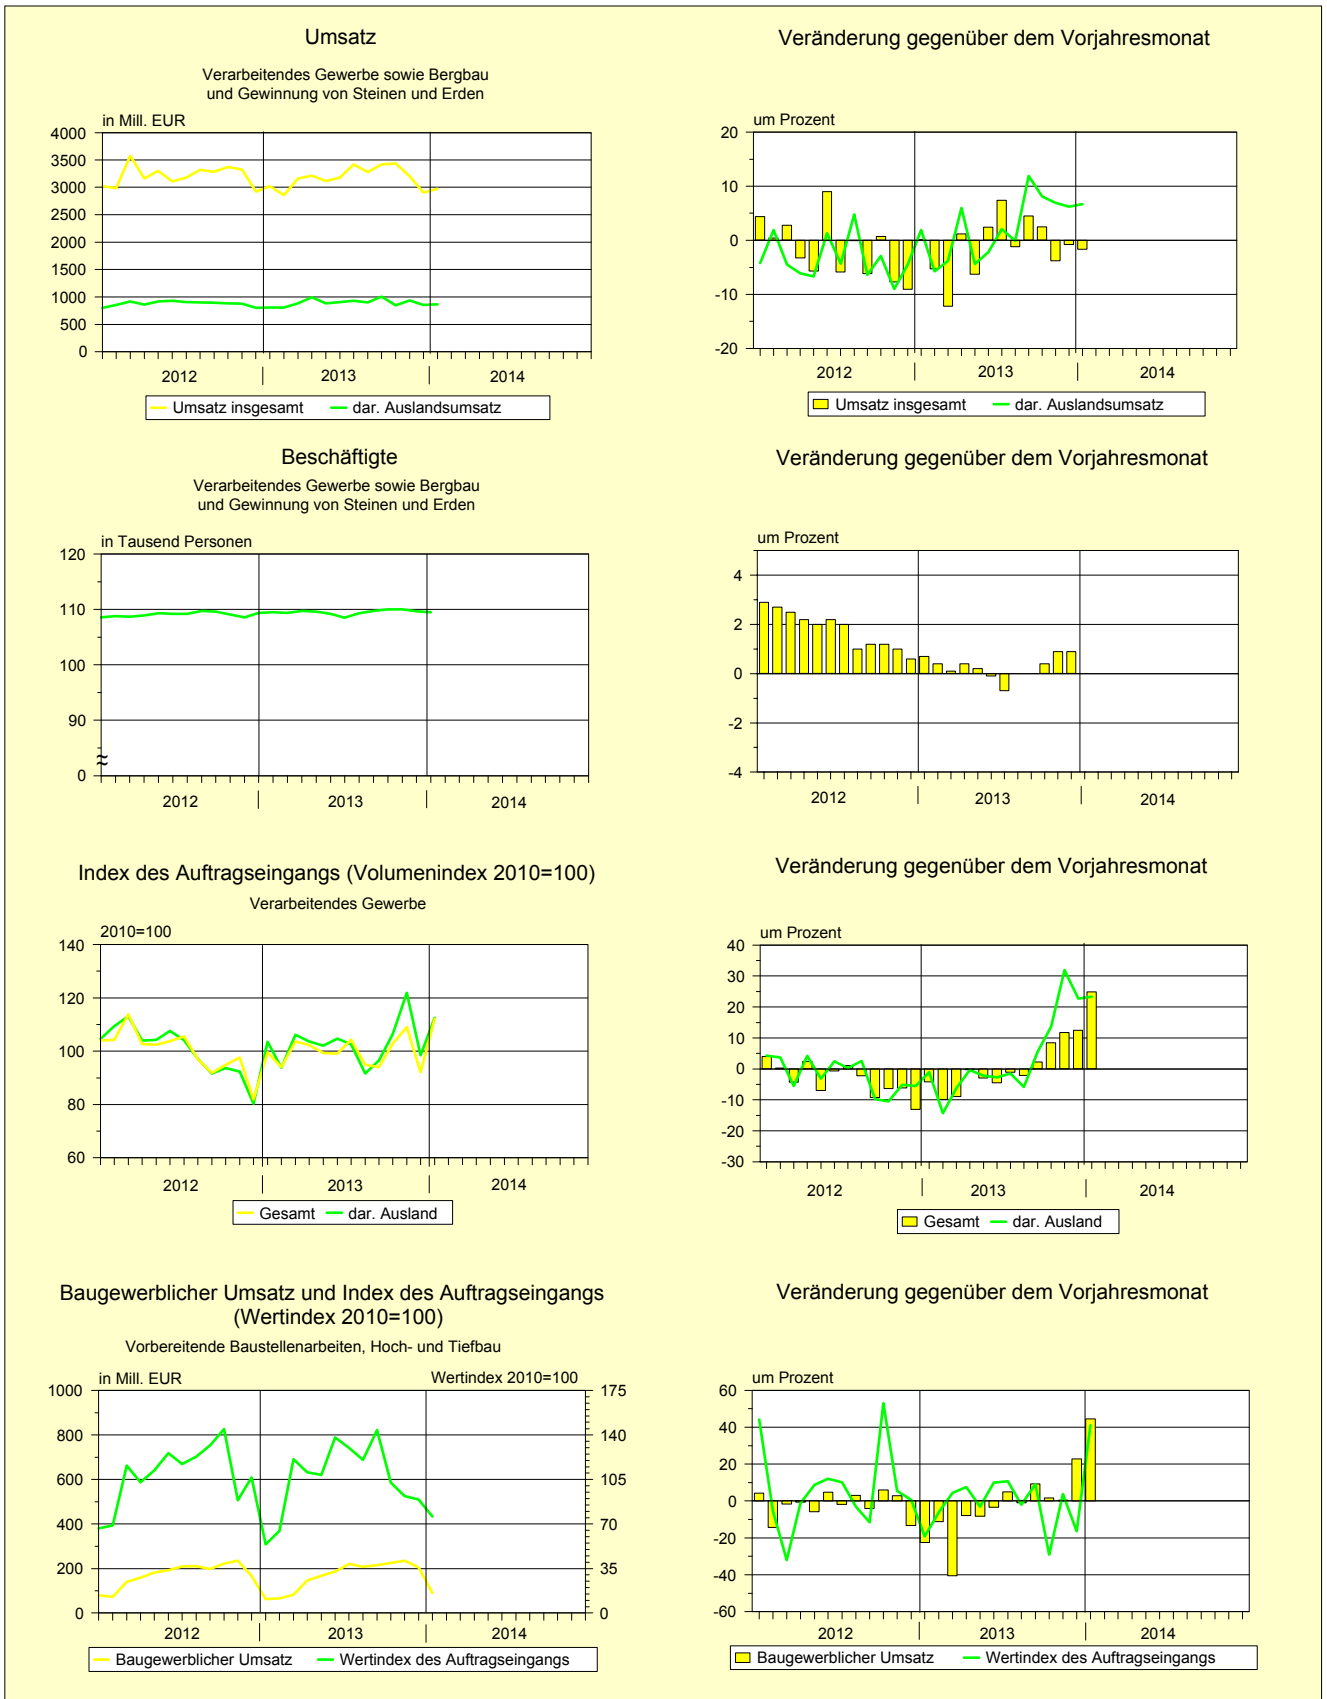 Umsatz
Verarbeitendes Gewerbe sowie Bergbau
und Gewinnung von Steinen und Erden
in Mill. EUR
4000
3500
3000
2500
2000
1500
1000
500
0
2012 2013 2014
Umsatz insgesamt dar. Auslandsumsatz
Veränderung gegenüber dem Vorjahresmonat
um Prozent
20
10
0
-10
-20
2012 2013 2014
Umsatz insgesamt dar. Auslandsumsatz
Beschäftigte
Verarbeitendes Gewerbe sowie Bergbau
und Gewinnung von Steinen und Erden
in Tausend Personen
120
110
100
90
≈
0
2012 2013 2014
Veränderung gegenüber dem Vorjahresmonat
um Prozent
4
2
0
-2
-4
2012 2013 2014
Index des Auftragseingangs (Volumenindex 2010=100)
Verarbeitendes Gewerbe
2010=100
140
120
100
80
60
2012 2013 2014
Gesamt dar. Ausland
Veränderung gegenüber dem Vorjahresmonat
um Prozent
40
30
20
10
0
-10
-20
-30
2012 2013 2014
Gesamt dar. Ausland
Baugewerblicher Umsatz und Index des Auftragseingangs
(Wertindex 2010=100)
Vorbereitende Baustellenarbeiten, Hoch- und Tiefbau
in Mill. EUR Wertindex 2010=100
1000 175
800 140
600 105
400 70
200 35
0 0
2012 2013 2014
Baugewerblicher Umsatz Wertindex des Auftragseingangs
Veränderung gegenüber dem Vorjahresmonat
um Prozent
60
40
20
0
-20
-40
-60
2012 2013 2014
Baugewerblicher Umsatz Wertindex des Auftragseingangs